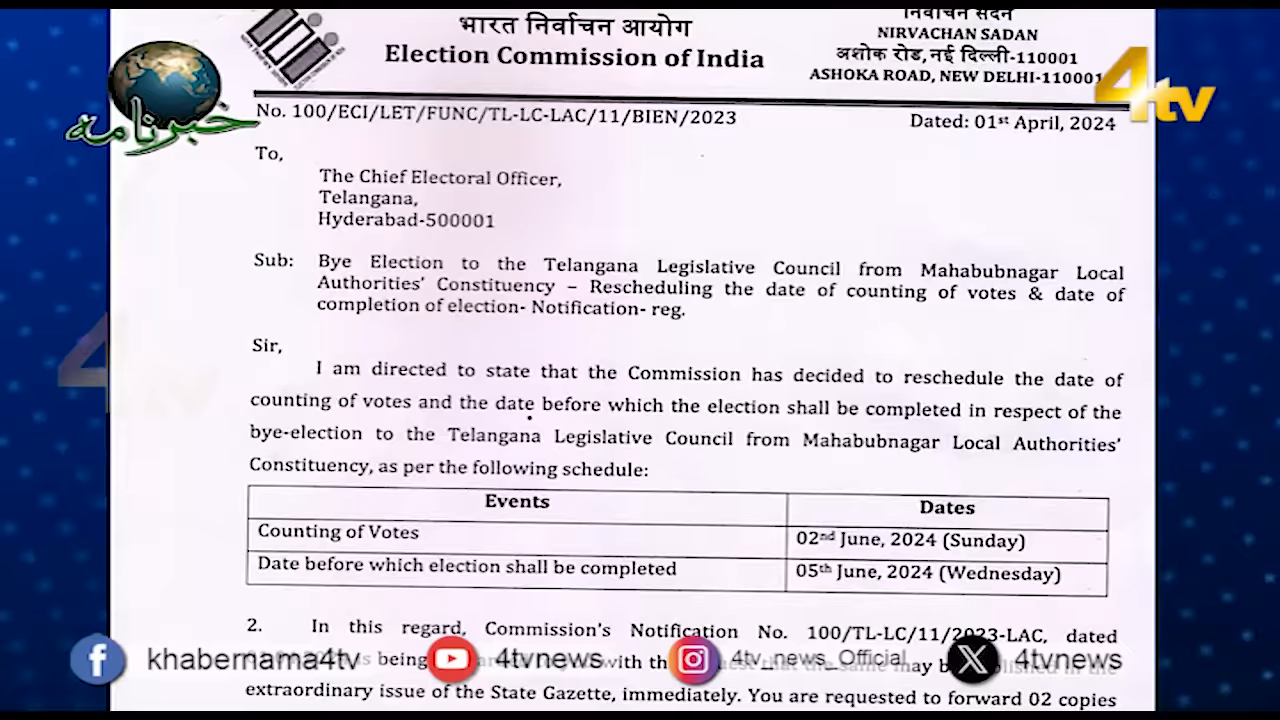 भारत निर्वाचन आयोग
Election Commission of India
निर्वाचन सदन
NIRVACHAN SADAN
अशोक रोड, नई दिल्ली-110001
ASHOKA ROAD, NEW DELHI-110001
4tv
خبرنامہ
No. 100/ECI/LET/FUNC/TL-LC-LAC/11/BIEN/2023
Dated: 01st April, 2024
To,
The Chief Electoral Officer,
Telangana,
Hyderabad-500001
Sub: Bye Election to the Telangana Legislative Council from Mahabubnagar Local
Authorities' Constituency – Rescheduling the date of counting of votes & date of
completion of election- Notification- reg.
Sir,
I am directed to state that the Commission has decided to reschedule the date of
counting of votes and the date before which the election shall be completed in respect of the
bye-election to the Telangana Legislative Council from Mahabubnagar Local Authorities'
Constituency, as per the following schedule:
Events Dates
Counting of Votes 02nd June, 2024 (Sunday)
Date before which election shall be completed 05th June, 2024 (Wednesday)
2. In this regard, Commission's Notification No. 100/TL-LC/11/2023-LAC, dated
is being with the that the same may be published in the
khabernama4tv 4tvnews 4tv_news_Official 4tvnews
extraordinary issue of the State Gazette, immediately. You are requested to forward 02 copies